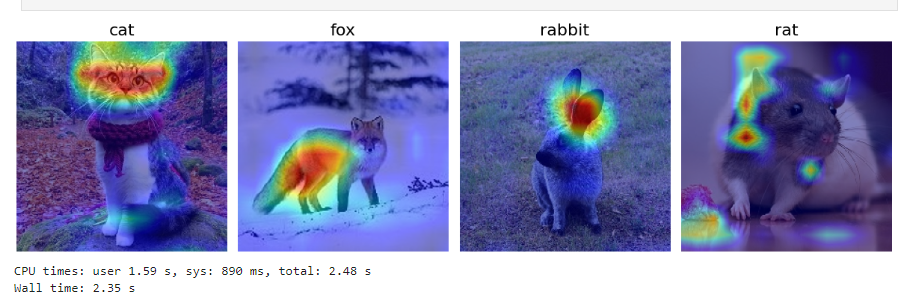 cat fox rabbit rat
CPU times: user 1.59 s, sys: 890 ms, total: 2.48 s
Wall time: 2.35 s